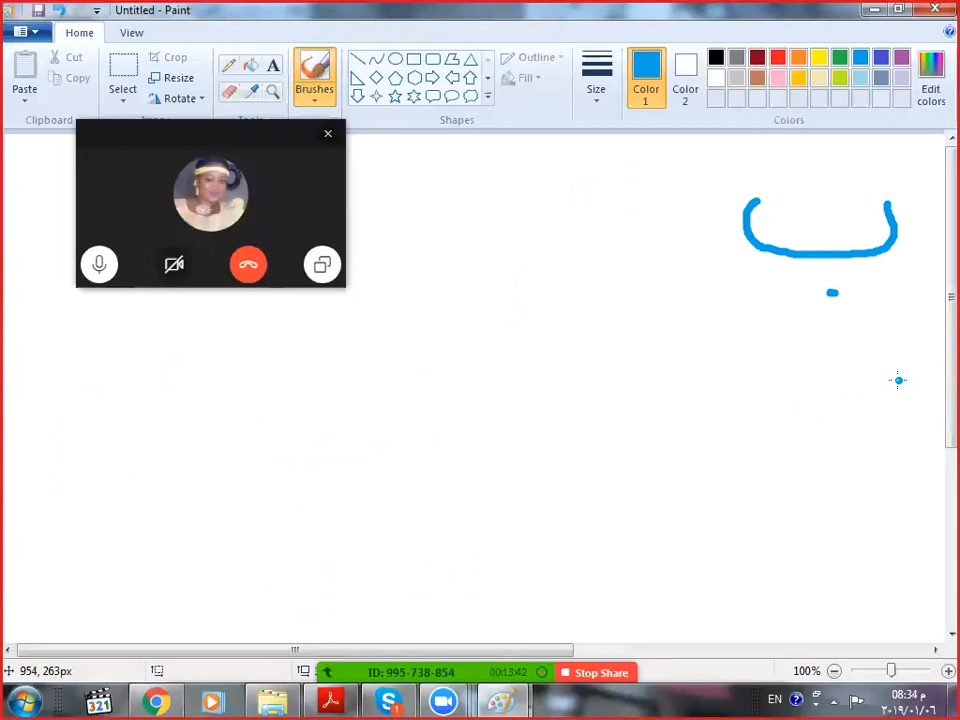 Untitled - Paint
Home View
Cut
Copy
Paste
Clipboard
Select
Crop
Resize
Rotate
A
Brushes
Shapes
Outline
Fill
Size
Color 1
Color 2
Edit colors
Colors
ب
954, 263px
ID: 995-738-854 00:13:42 Stop Share
100%
321
1
EN
08:34 م
٢٠١٩/٠١/٠٦